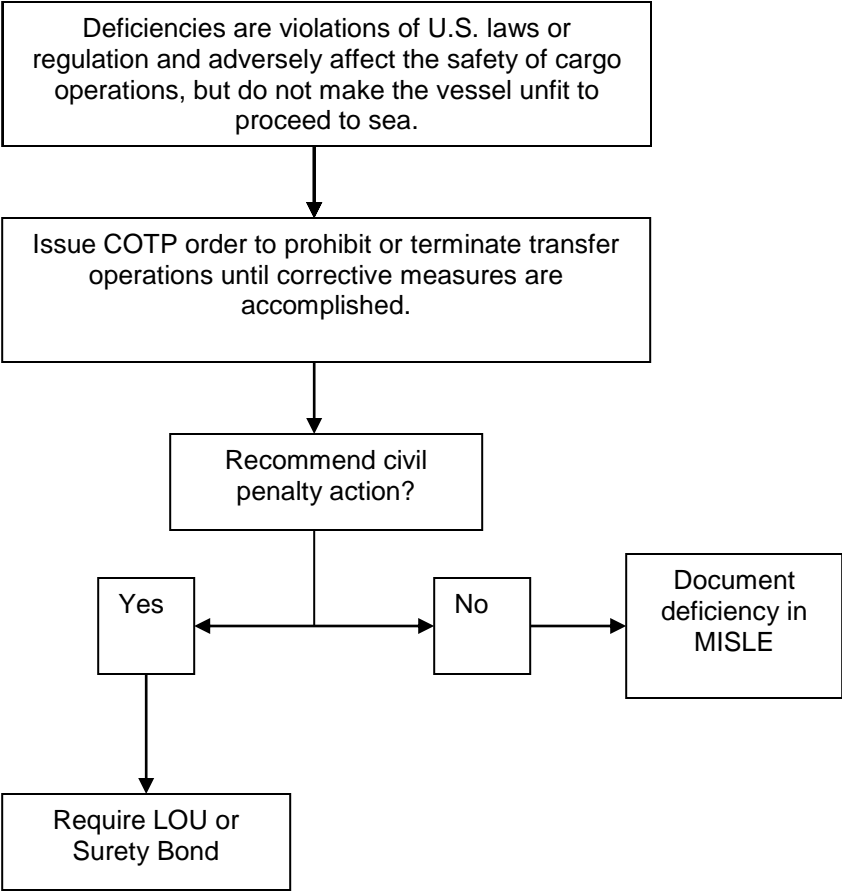 Deficiencies are violations of U.S. laws or
regulation and adversely affect the safety of cargo
operations, but do not make the vessel unfit to
proceed to sea.
Issue COTP order to prohibit or terminate transfer
operations until corrective measures are
accomplished.
Recommend civil
penalty action?
Yes
No
Document
deficiency in
MISLE
Require LOU or
Surety Bond